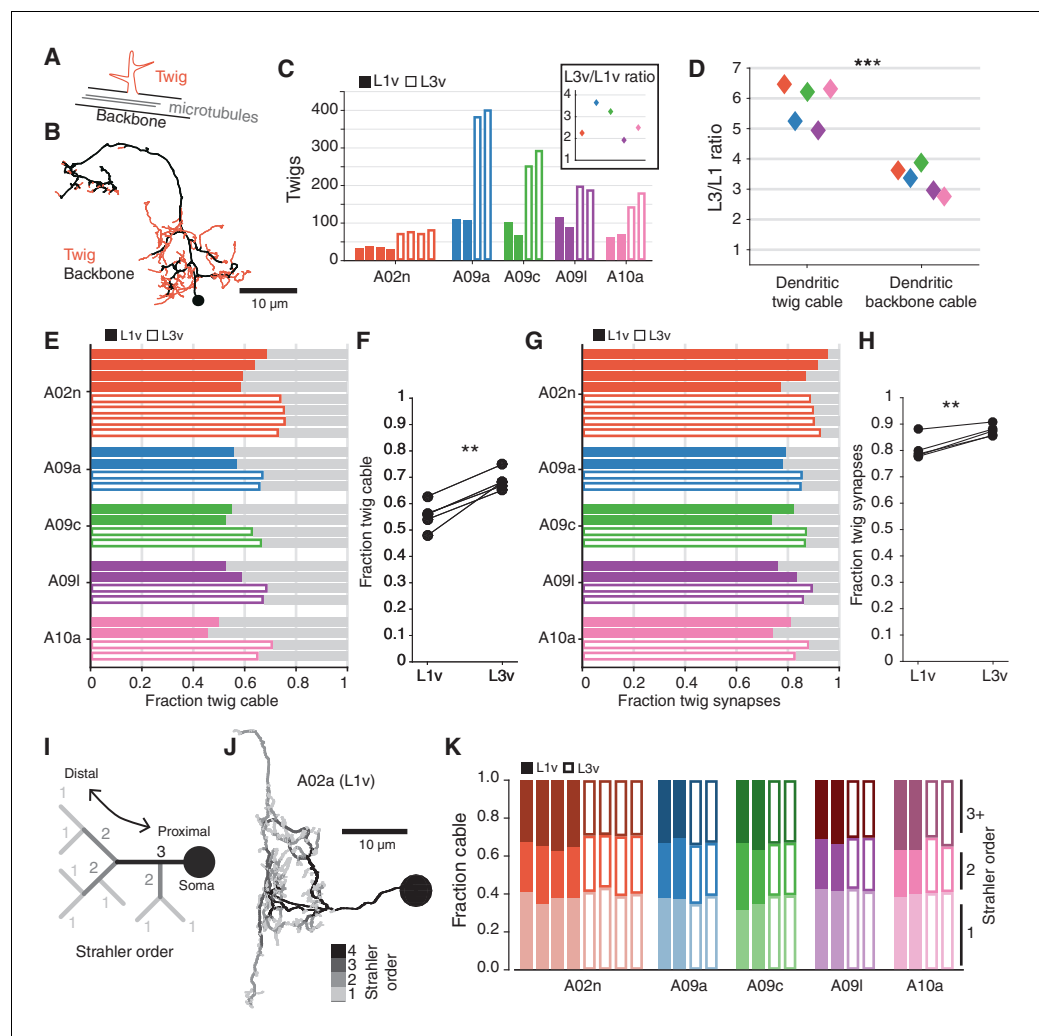 A
Twig
microtubules
Backbone
B
Twig
Backbone
10 µm
C
L1v L3v
Twigs
400
300
200
100
0
A02n A09a A09c A09l A10a
L3v/L1v ratio
4
3
2
1
D
***
L3/L1 ratio
7
6
5
4
3
2
1
Dendritic
twig cable
Dendritic
backbone cable
E
L1v L3v
A02n
A09a
A09c
A09l
A10a
0 0.2 0.4 0.6 0.8 1
Fraction twig cable
F
**
Fraction twig cable
1
0.9
0.8
0.7
0.6
0.5
0.4
0.3
0.2
0.1
0
L1v L3v
G
L1v L3v
A02n
A09a
A09c
A09l
A10a
0 0.2 0.4 0.6 0.8 1
Fraction twig synapses
H
**
Fraction twig synapses
1
0.9
0.8
0.7
0.6
0.5
0.4
0.3
0.2
0.1
0
L1v L3v
I
Distal
Proximal
1
1
2
2
3
2
1
1
1
1
1
1
Soma
Strahler order
J
A02a (L1v)
10 µm
4
3
2
1
Strahler
order
K
L1v L3v
Fraction cable
1.0
0.8
0.6
0.4
0.2
0.0
A02n A09a A09c A09l A10a
3+
2
1
Strahler order